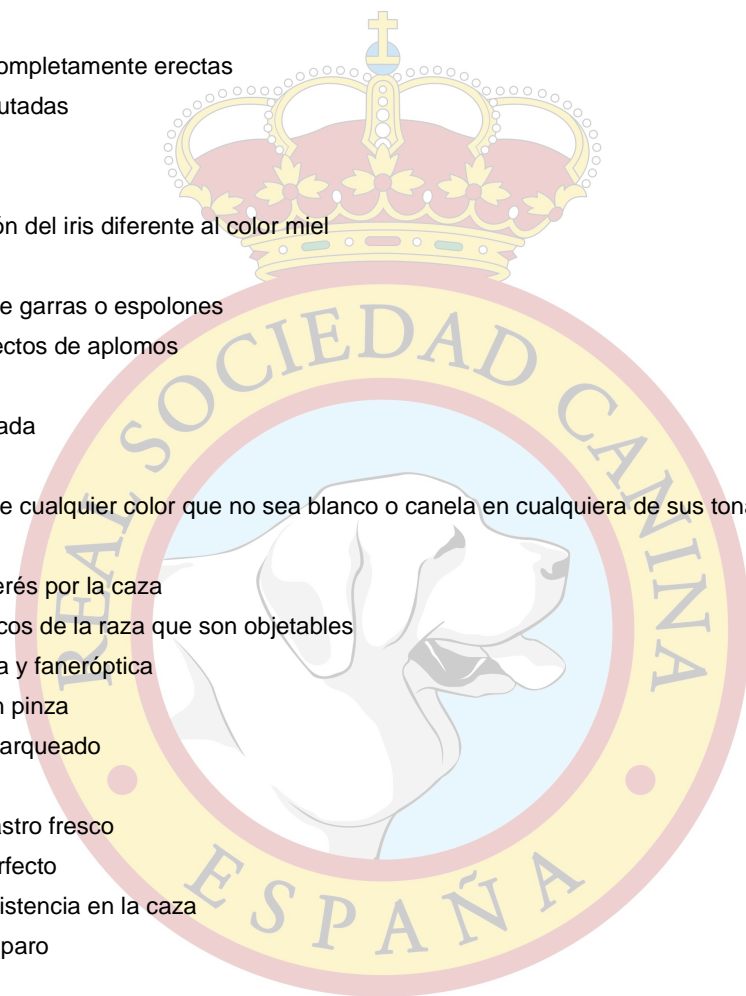 ompletamente erectas
utadas
ón del iris diferente al color miel
e garras o espolones
ectos de aplomos
ada
e cualquier color que no sea blanco o canela en cualquiera de sus tona
erés por la caza
cos de la raza que son objetables
a y faneróptica
n pinza
arqueado
astro fresco
rfecto
istencia en la caza
paro
REAL SOCIEDAD CANINA
ESPAÑA